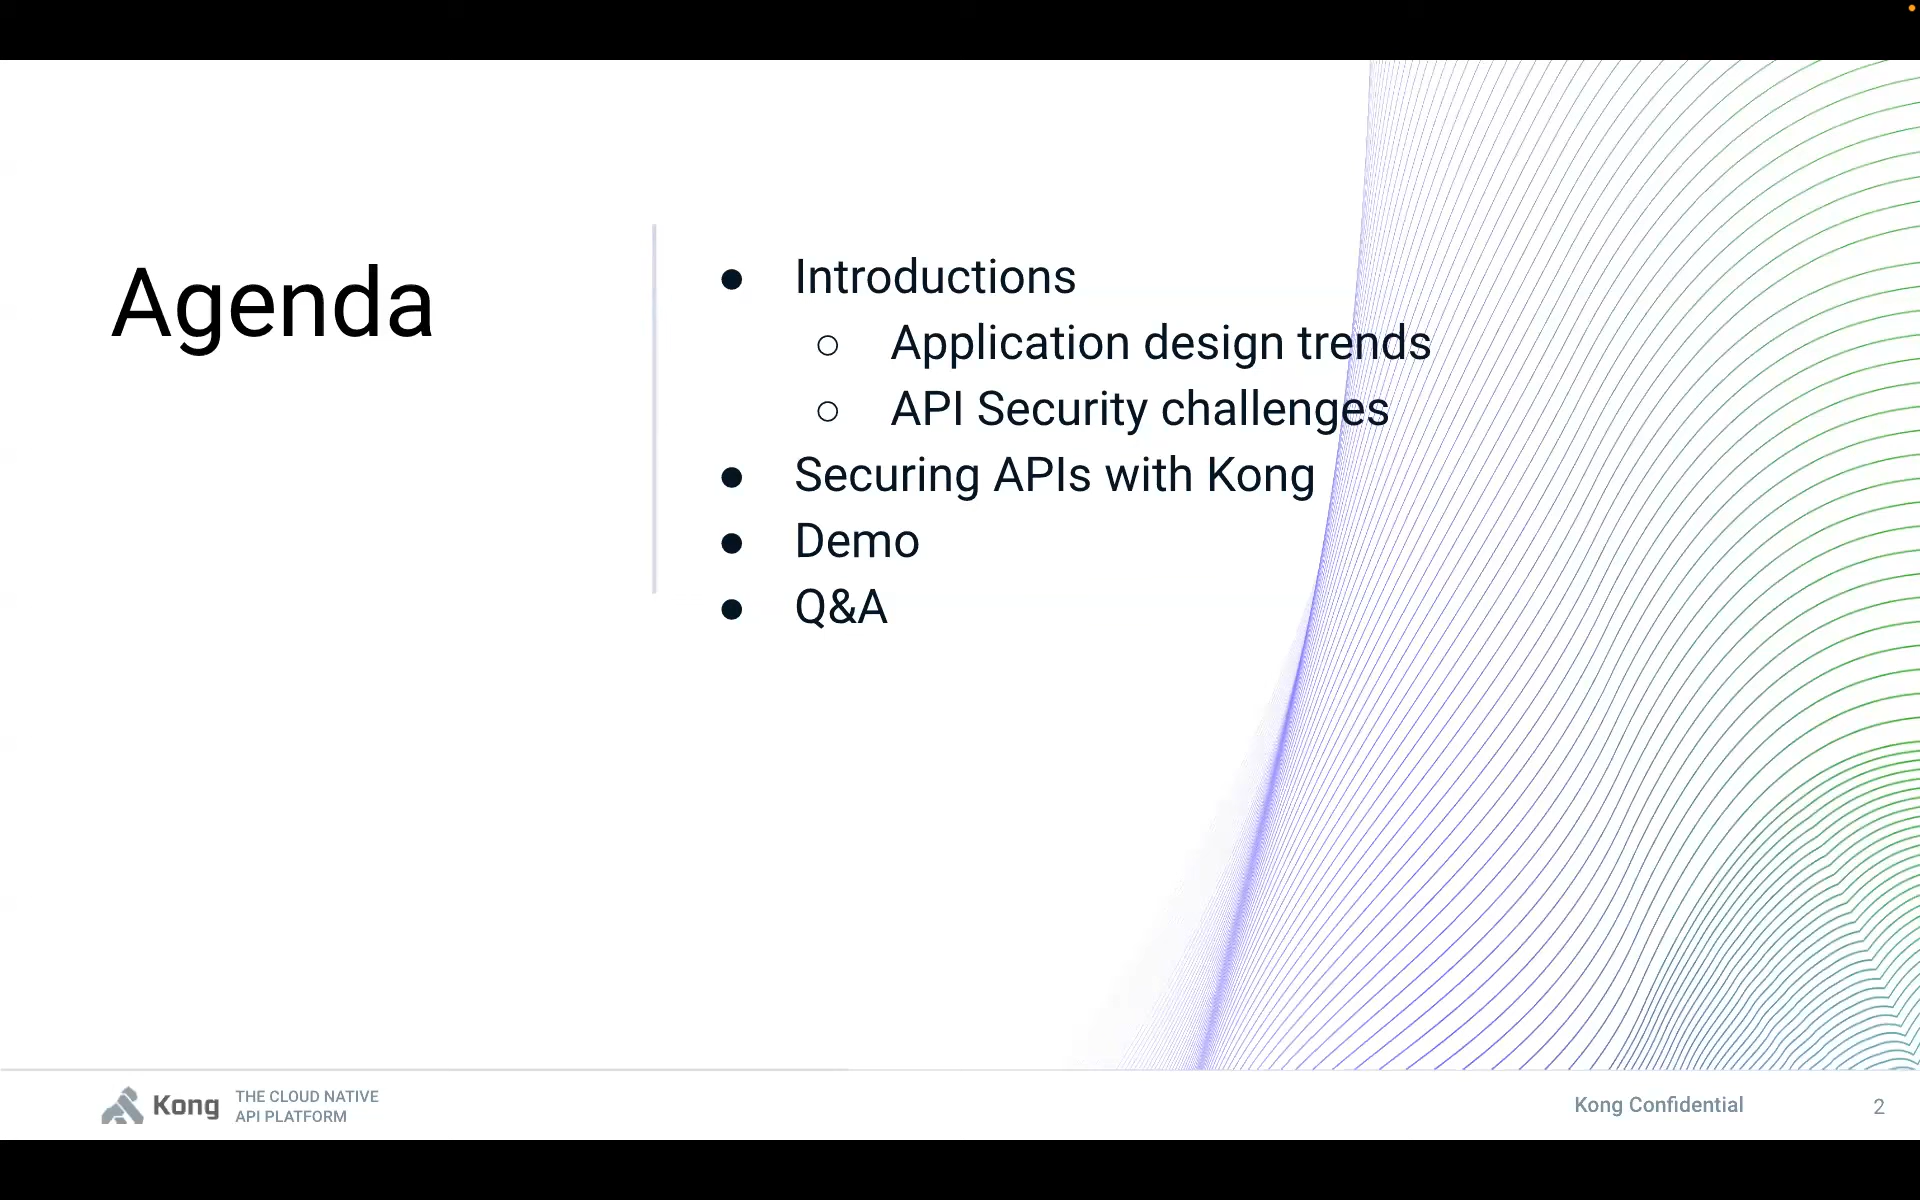 Agenda
● Introductions
○ Application design trends
○ API Security challenges
● Securing APIs with Kong
● Demo
● Q&A
Kong
THE CLOUD NATIVE
API PLATFORM
Kong Confidential
2